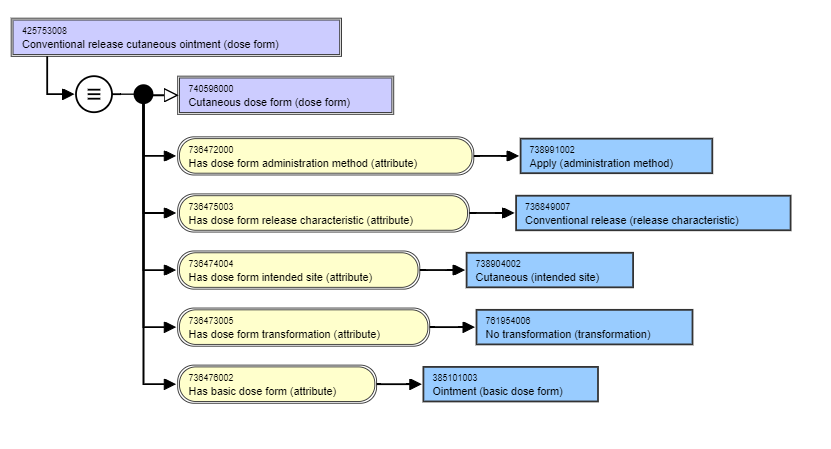 425753008
Conventional release cutaneous ointment (dose form)
740596000
Cutaneous dose form (dose form)
736472000
Has dose form administration method (attribute)
738991002
Apply (administration method)
736475003
Has dose form release characteristic (attribute)
736849007
Conventional release (release characteristic)
736474004
Has dose form intended site (attribute)
738904002
Cutaneous (intended site)
736473005
Has dose form transformation (attribute)
761954006
No transformation (transformation)
736476002
Has basic dose form (attribute)
385101003
Ointment (basic dose form)